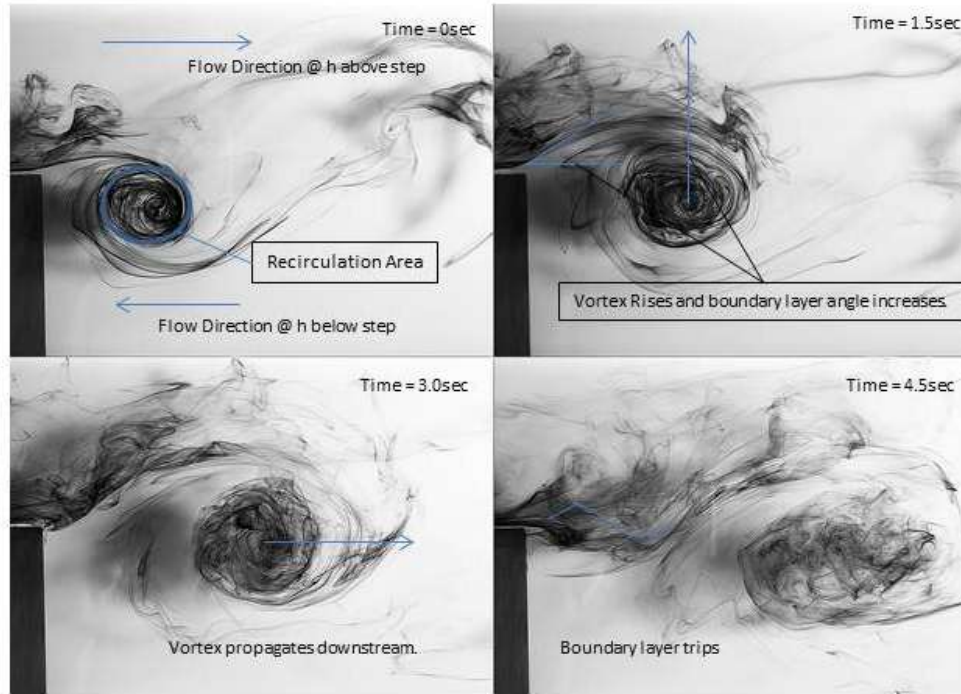 Time = 0sec
Flow Direction @ h above step
Recirculation Area
Flow Direction @ h below step
Time = 1.5sec
Vortex Rises and boundary layer angle increases.
Time = 3.0sec
Vortex propagates downstream.
Time = 4.5sec
Boundary layer trips